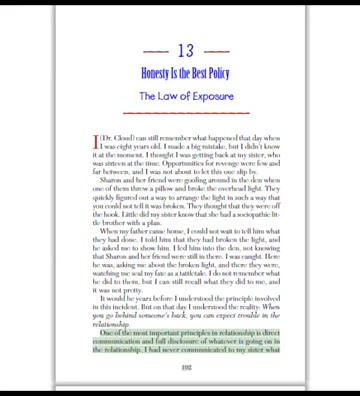 13
Honesty Is the Best Policy
The Law of Exposure
I (Dr. Cloud) can still remember what happened that day when
I was eight years old. I made a big mistake, but I didn't know
it at the moment. I thought I was getting back at my sister, who
was sixteen at the time. Opportunities for revenge were few and
far between, and I was not about to let this one slip by.
Sharon and her friend were goofing around in the den when
one of them threw a pillow and broke the overhead light. They
quickly figured out a way to arrange the light in such a way that
you could not tell it was broken. They thought that they were off
the hook. Little did my sister know that she had a sociopathic lit-
tle brother with a plan.
When my father came home, I could not wait to tell him what
they had done. I told him that they had broken the light, and
he asked me to show him. I led him into the den, not knowing
that Sharon and her friend were still in there. I was caught. Here
he was, asking me about the broken light, and there they were,
watching me seal my fate as a tattletale. I do not remember what
he did to them, but I can still recall what they did to me, and
it was not pretty.
It would be years before I understood the principle involved
in this incident. But on that day I understood the reality: When
you go behind someone's back, you can expect trouble in the
relationship.
One of the most important principles in relationship is direct
communication and full disclosure of whatever is going on in
the relationship. I had never communicated to my sister what
192